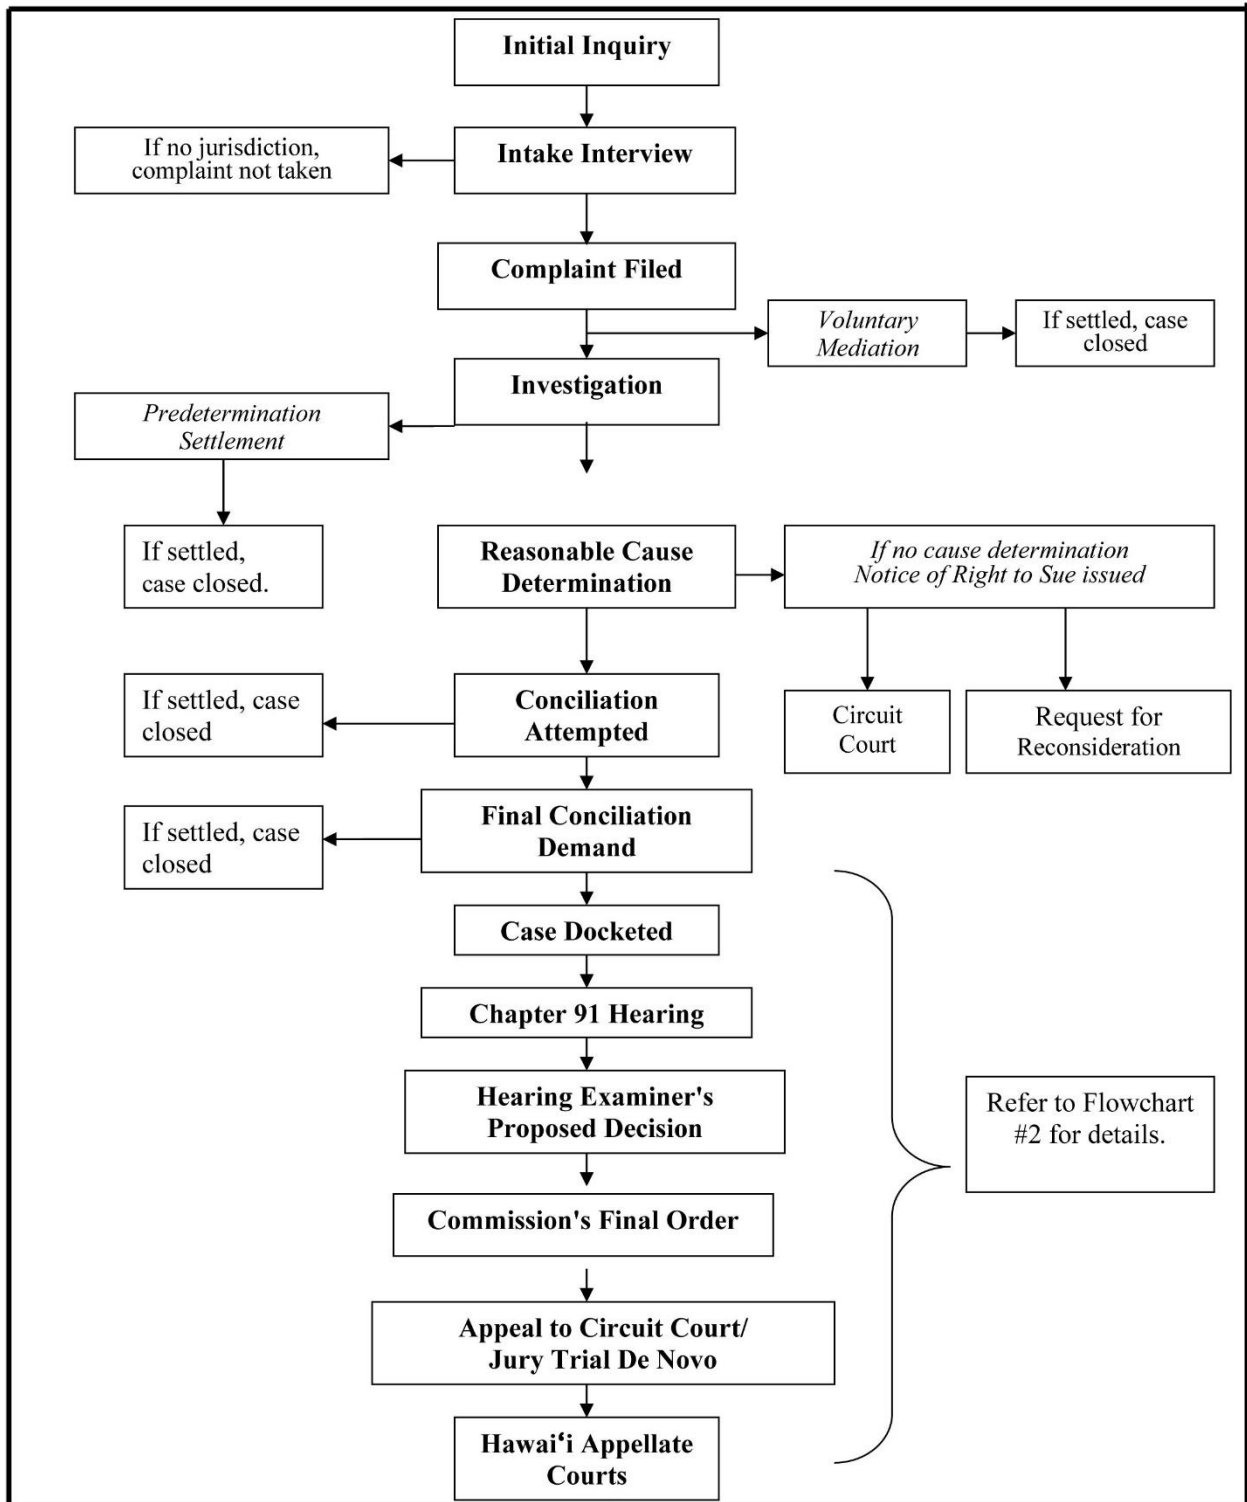 Initial Inquiry
If no jurisdiction,
complaint not taken
Intake Interview
Complaint Filed
Voluntary
Mediation
If settled, case
closed
Investigation
Predetermination
Settlement
If settled,
case closed.
Reasonable Cause
Determination
If no cause determination
Notice of Right to Sue issued
If settled, case
closed
Conciliation
Attempted
Circuit
Court
Request for
Reconsideration
If settled, case
closed
Final Conciliation
Demand
Case Docketed
Chapter 91 Hearing
Hearing Examiner's
Proposed Decision
Refer to Flowchart
#2 for details.
Commission's Final Order
Appeal to Circuit Court/
Jury Trial De Novo
Hawaiʻi Appellate
Courts